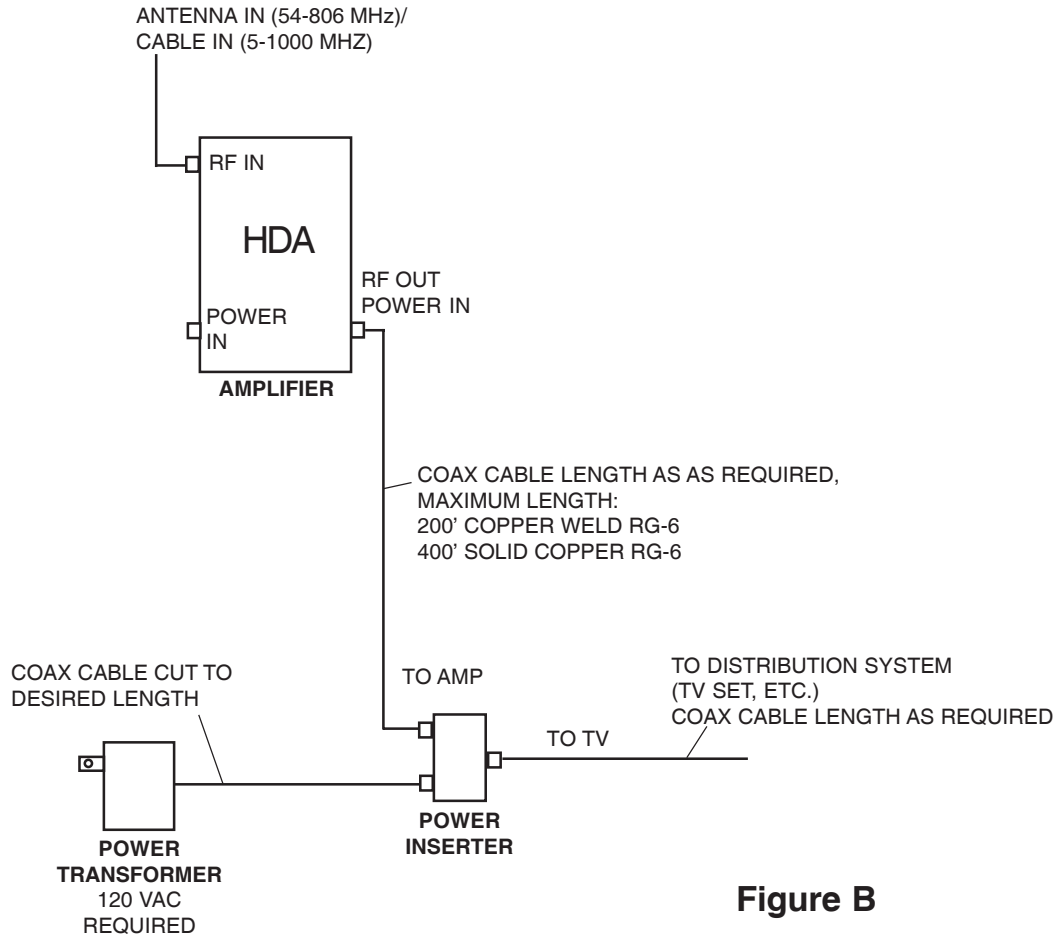 ANTENNA IN (54-806 MHz)/
CABLE IN (5-1000 MHZ)
RF IN
HDA
RF OUT
POWER IN
POWER
IN
AMPLIFIER
COAX CABLE LENGTH AS AS REQUIRED,
MAXIMUM LENGTH:
200' COPPER WELD RG-6
400' SOLID COPPER RG-6
COAX CABLE CUT TO
DESIRED LENGTH
TO AMP
TO DISTRIBUTION SYSTEM
(TV SET, ETC.)
COAX CABLE LENGTH AS REQUIRED
TO TV
POWER
INSERTER
POWER
TRANSFORMER
120 VAC
REQUIRED
Figure B